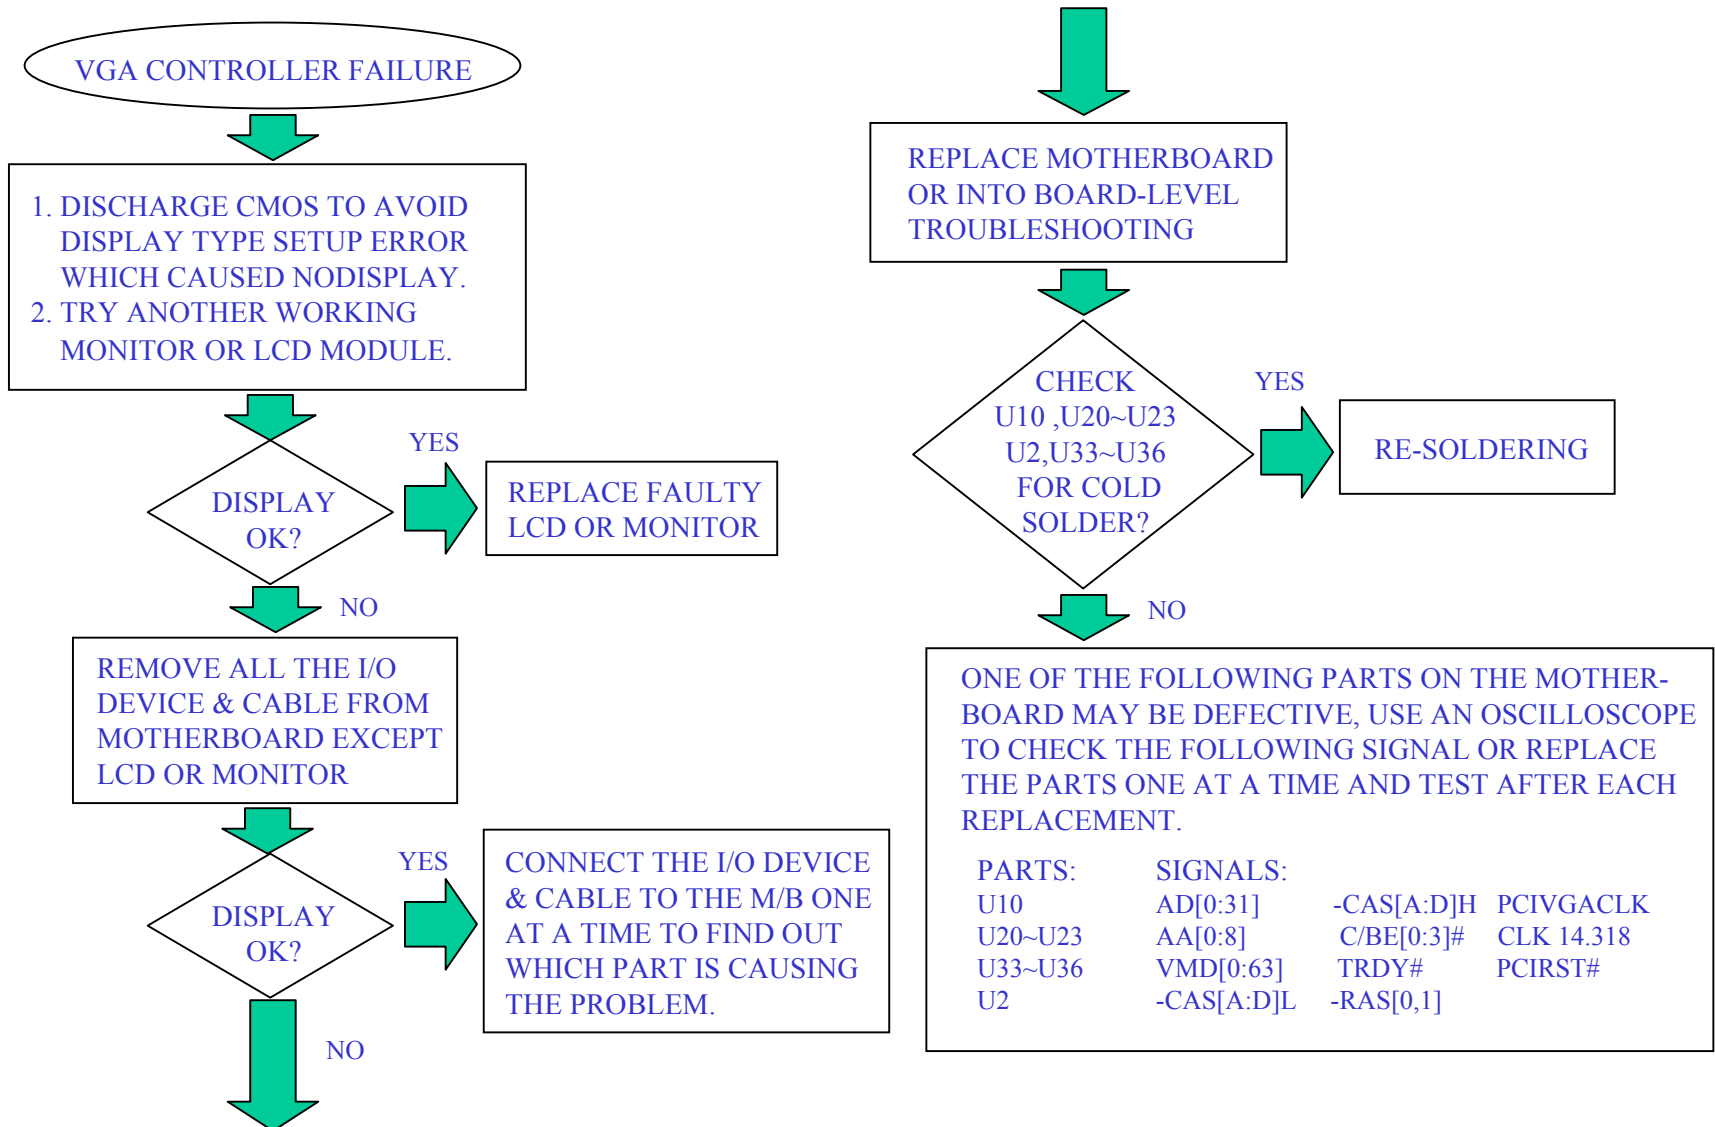 VGA CONTROLLER FAILURE
1. DISCHARGE CMOS TO AVOID
DISPLAY TYPE SETUP ERROR
WHICH CAUSED NODISPLAY.
2. TRY ANOTHER WORKING
MONITOR OR LCD MODULE.
DISPLAY
OK?
YES
REPLACE FAULTY
LCD OR MONITOR
NO
REMOVE ALL THE I/O
DEVICE & CABLE FROM
MOTHERBOARD EXCEPT
LCD OR MONITOR
DISPLAY
OK?
YES
CONNECT THE I/O DEVICE
& CABLE TO THE M/B ONE
AT A TIME TO FIND OUT
WHICH PART IS CAUSING
THE PROBLEM.
NO
REPLACE MOTHERBOARD
OR INTO BOARD-LEVEL
TROUBLESHOOTING
CHECK
U10 ,U20~U23
U2,U33~U36
FOR COLD
SOLDER?
YES
RE-SOLDERING
NO
ONE OF THE FOLLOWING PARTS ON THE MOTHER-
BOARD MAY BE DEFECTIVE, USE AN OSCILLOSCOPE
TO CHECK THE FOLLOWING SIGNAL OR REPLACE
THE PARTS ONE AT A TIME AND TEST AFTER EACH
REPLACEMENT.
PARTS: SIGNALS:
U10 AD[0:31] -CAS[A:D]H PCIVGACLK
U20~U23 AA[0:8] C/BE[0:3]# CLK 14.318
U33~U36 VMD[0:63] TRDY# PCIRST#
U2 -CAS[A:D]L -RAS[0,1]